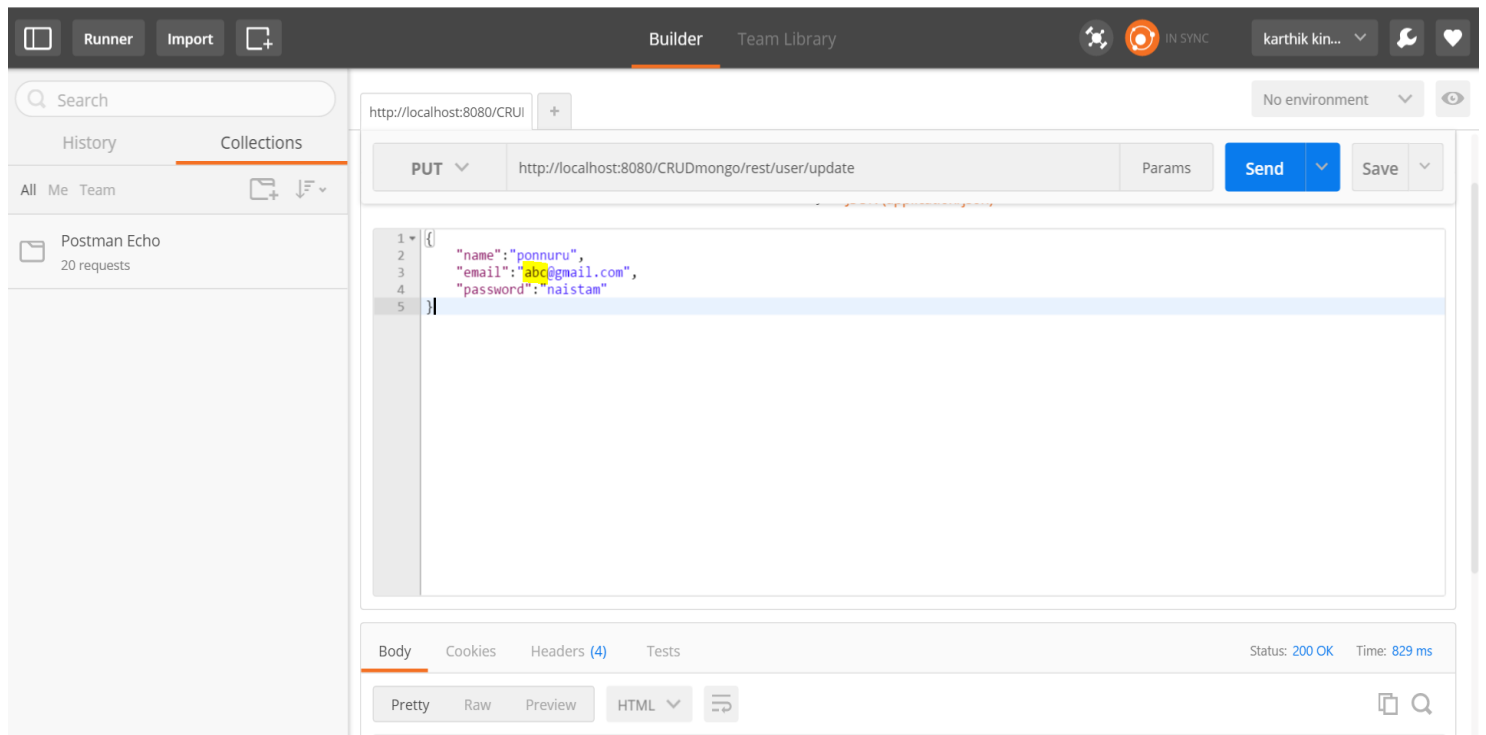 Runner Import Builder Team Library IN SYNC karthik kin...
Search
History Collections
All Me Team
Postman Echo
20 requests
http://localhost:8080/CRUI +
No environment
PUT http://localhost:8080/CRUDmongo/rest/user/update Params Send Save
1 {
2 "name":"ponnuru",
3 "email":"abc@gmail.com",
4 "password":"naistam"
5 }
Body Cookies Headers (4) Tests Status: 200 OK Time: 829 ms
Pretty Raw Preview HTML